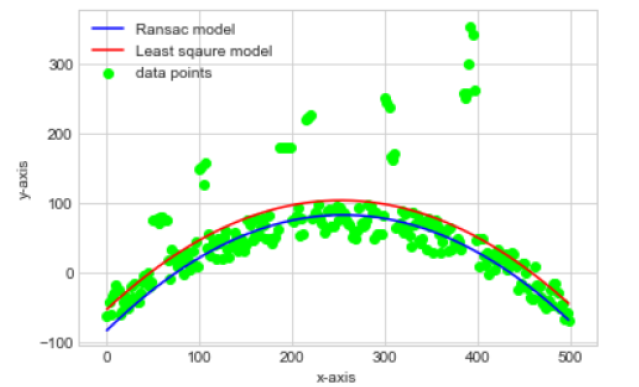 Ransac model
Least sqaure model
data points
300
200
100
0
−100
y-axis
0 100 200 300 400 500
x-axis